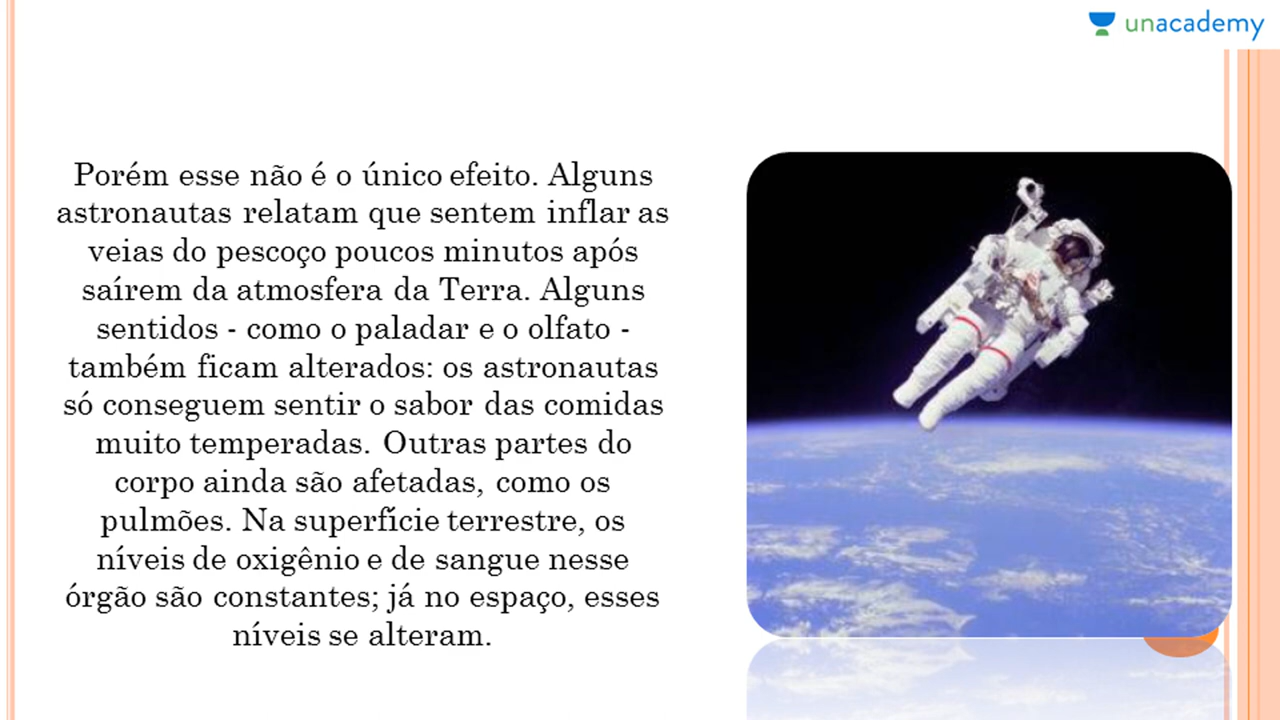 unacademy
Porém esse não é o único efeito. Alguns
astronautas relatam que sentem inflar as
veias do pescoço poucos minutos após
saírem da atmosfera da Terra. Alguns
sentidos - como o paladar e o olfato -
também ficam alterados: os astronautas
só conseguem sentir o sabor das comidas
muito temperadas. Outras partes do
corpo ainda são afetadas, como os
pulmões. Na superfície terrestre, os
níveis de oxigênio e de sangue nesse
órgão são constantes; já no espaço, esses
níveis se alteram.